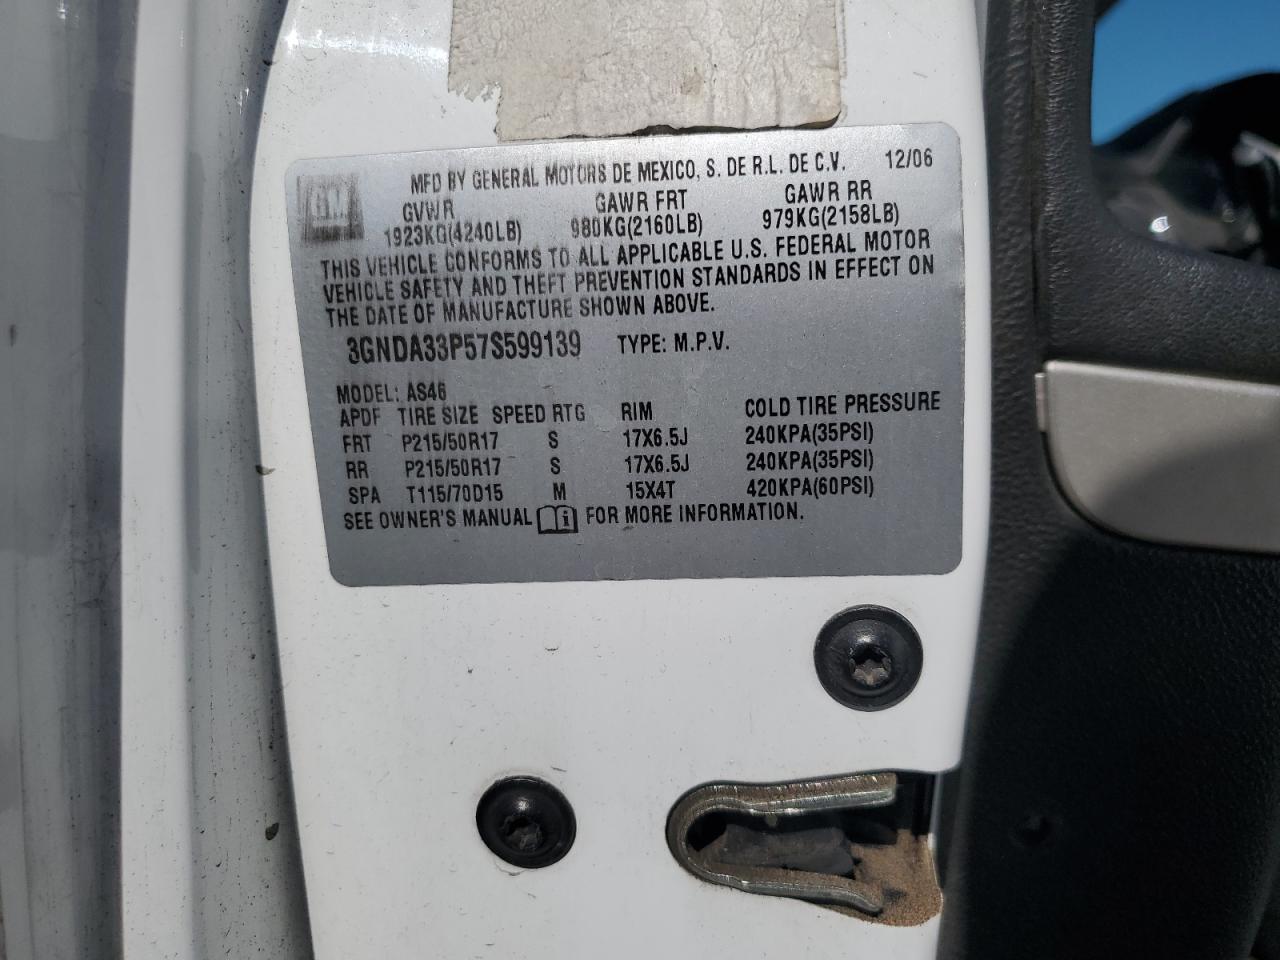 GM
MFD BY GENERAL MOTORS DE MEXICO, S. DE R.L. DE C.V. 12/06
GVWR GAWR FRT GAWR RR
1923KG(4240LB) 980KG(2160LB) 979KG(2158LB)
THIS VEHICLE CONFORMS TO ALL APPLICABLE U.S. FEDERAL MOTOR
VEHICLE SAFETY AND THEFT PREVENTION STANDARDS IN EFFECT ON
THE DATE OF MANUFACTURE SHOWN ABOVE.
3GNDA33P57S599139 TYPE: M.P.V.
MODEL: AS46
APDF TIRE SIZE SPEED RTG RIM COLD TIRE PRESSURE
FRT P215/50R17 S 17X6.5J 240KPA(35PSI)
RR P215/50R17 S 17X6.5J 240KPA(35PSI)
SPA T115/70D15 M 15X4T 420KPA(60PSI)
SEE OWNER'S MANUAL i FOR MORE INFORMATION.